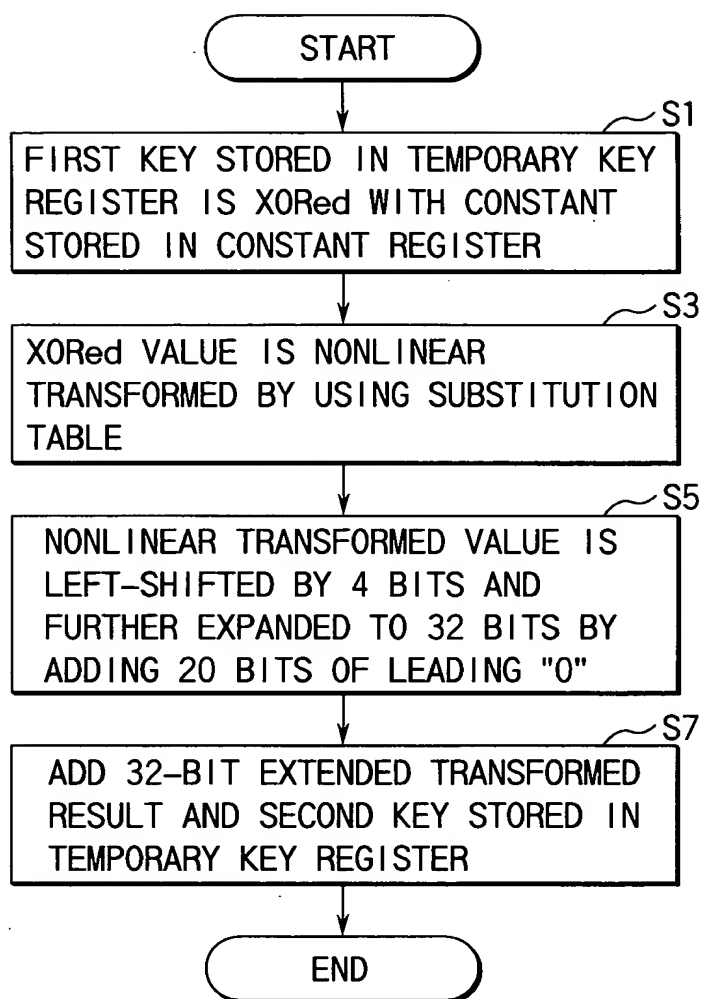 START
S1
FIRST KEY STORED IN TEMPORARY KEY
REGISTER IS XORed WITH CONSTANT
STORED IN CONSTANT REGISTER
S3
XORed VALUE IS NONLINEAR
TRANSFORMED BY USING SUBSTITUTION
TABLE
S5
NONLINEAR TRANSFORMED VALUE IS
LEFT-SHIFTED BY 4 BITS AND
FURTHER EXPANDED TO 32 BITS BY
ADDING 20 BITS OF LEADING "0"
S7
ADD 32-BIT EXTENDED TRANSFORMED
RESULT AND SECOND KEY STORED IN
TEMPORARY KEY REGISTER
END